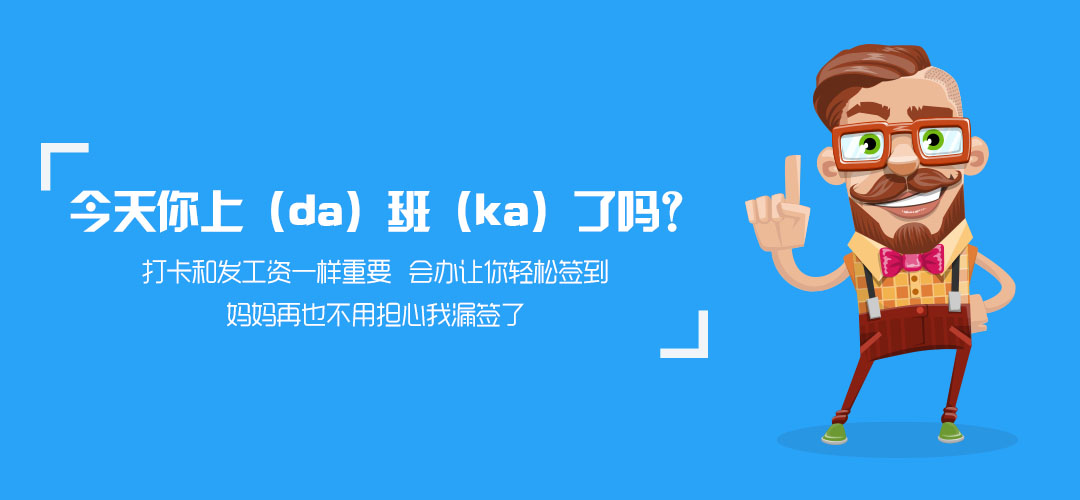 今天你上（da）班（ka）了吗？
打卡和发工资一样重要 会办让你轻松签到
妈妈再也不用担心我漏签了